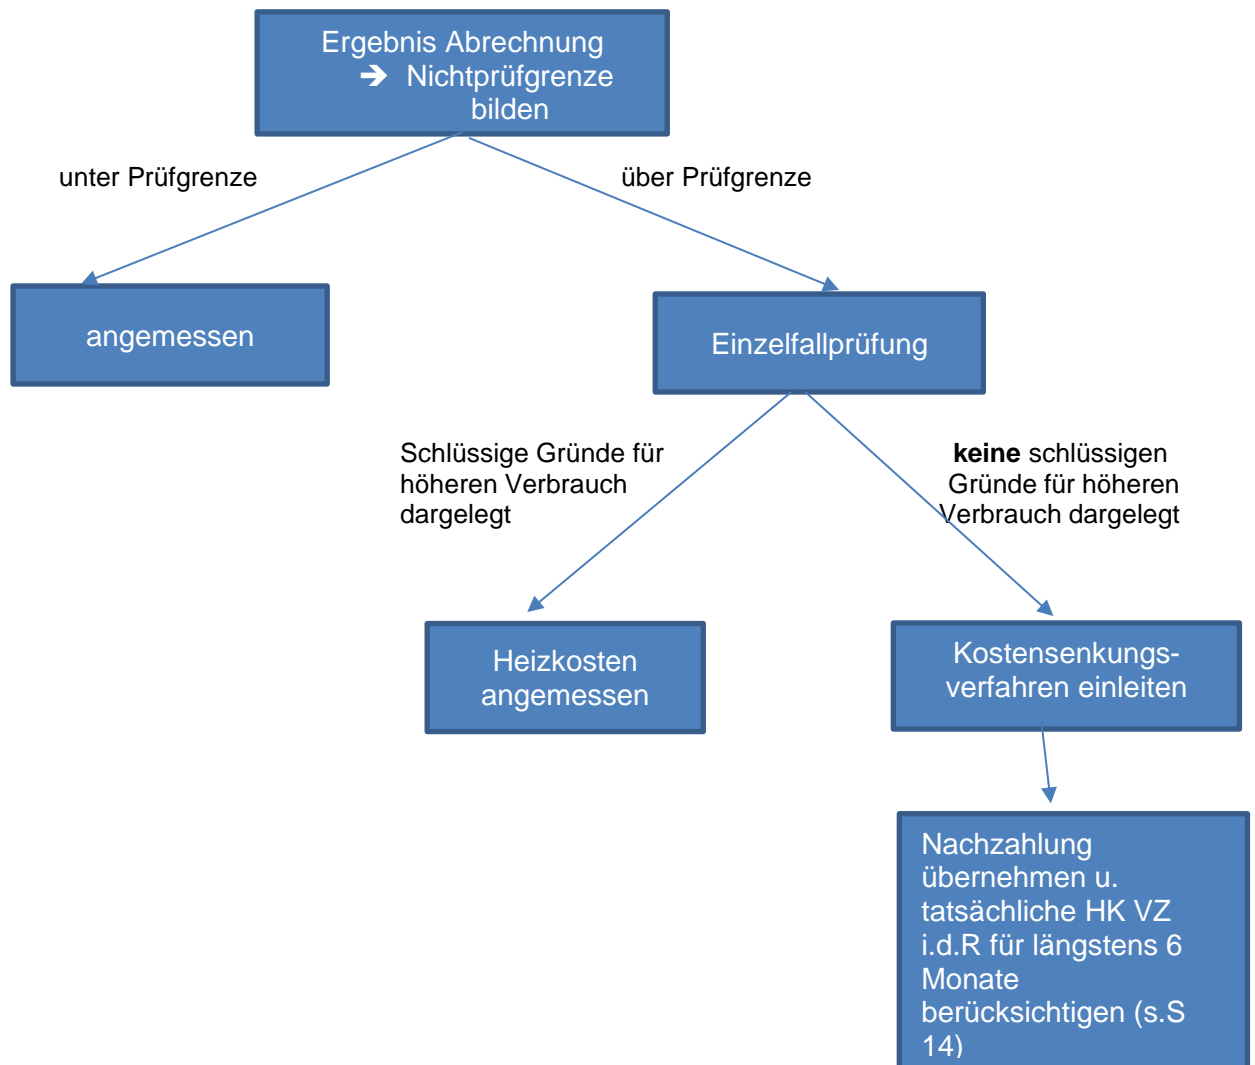 Ergebnis Abrechnung
➔ Nichtprüfgrenze
bilden
unter Prüfgrenze
über Prüfgrenze
angemessen
Einzelfallprüfung
Schlüssige Gründe für
höheren Verbrauch
dargelegt
keine schlüssigen
Gründe für höheren
Verbrauch dargelegt
Heizkosten
angemessen
Kostensenkungs-
verfahren einleiten
Nachzahlung
übernehmen u.
tatsächliche HK VZ
i.d.R für längstens 6
Monate
berücksichtigen (s.S
14)